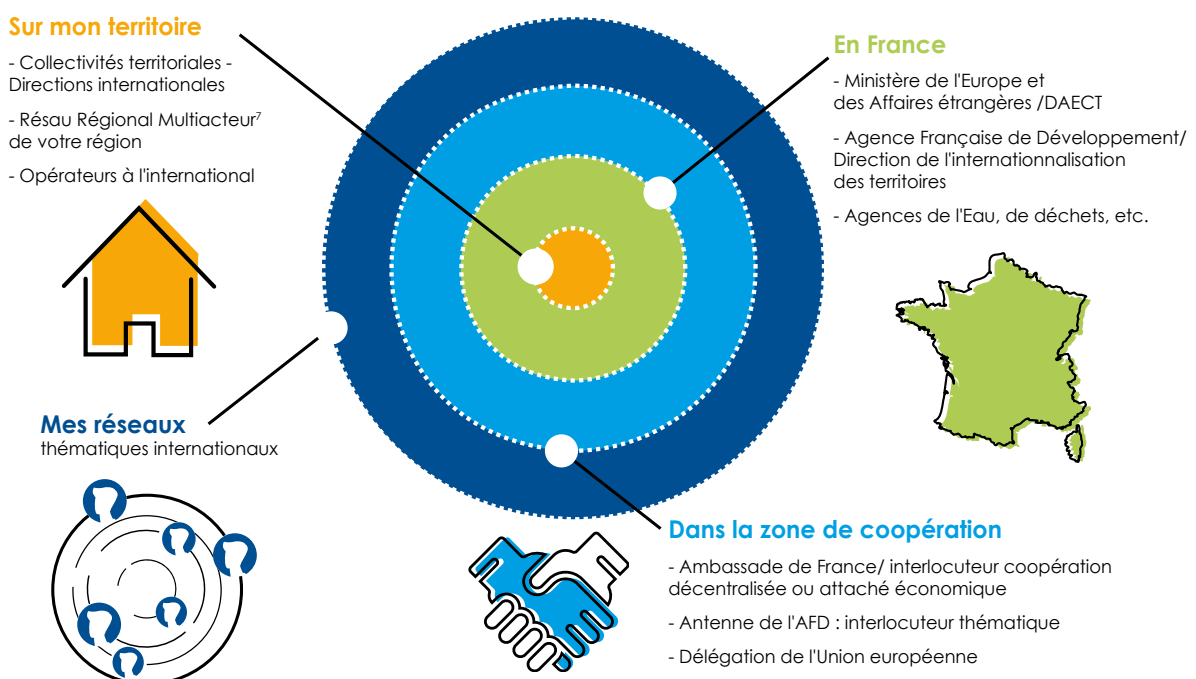 Sur mon territoire
- Collectivités territoriales -
Directions internationales
- Résau Régional Multiacteur⁷
de votre région
- Opérateurs à l'international
En France
- Ministère de l'Europe et
des Affaires étrangères /DAECT
- Agence Française de Développement/
Direction de l'internationnalisation
des territoires
- Agences de l'Eau, de déchets, etc.
Mes réseaux
thématiques internationaux
Dans la zone de coopération
- Ambassade de France/ interlocuteur coopération
décentralisée ou attaché économique
- Antenne de l'AFD : interlocuteur thématique
- Délégation de l'Union européenne